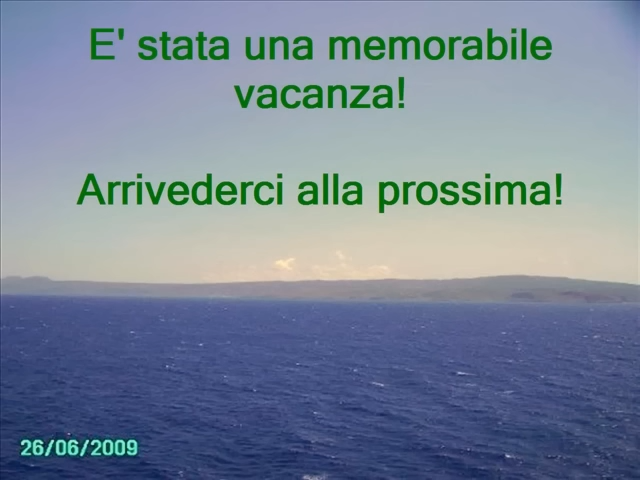 E' stata una memorabile
vacanza!
Arrivederci alla prossima!
26/06/2009